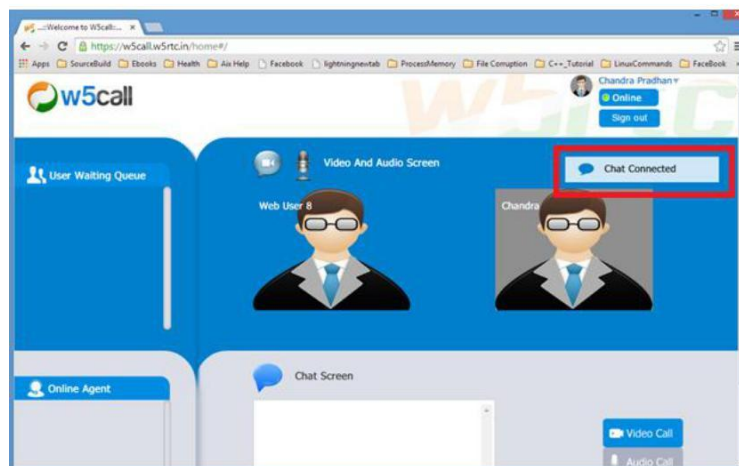 ..::Welcome to W5call:...
https://w5call.w5rtc.in/home#/
Apps SourceBuild Ebooks Health Aix Help Facebook lightningnewtab ProcessMemory File Corruption C++_Tutorial LinuxCommands FaceBook
w5call
w5rtc
Chandra Pradhan
Online
Sign out
User Waiting Queue
Video And Audio Screen
Chat Connected
Web User 8
Chandra
Online Agent
Chat Screen
Video Call
Audio Call